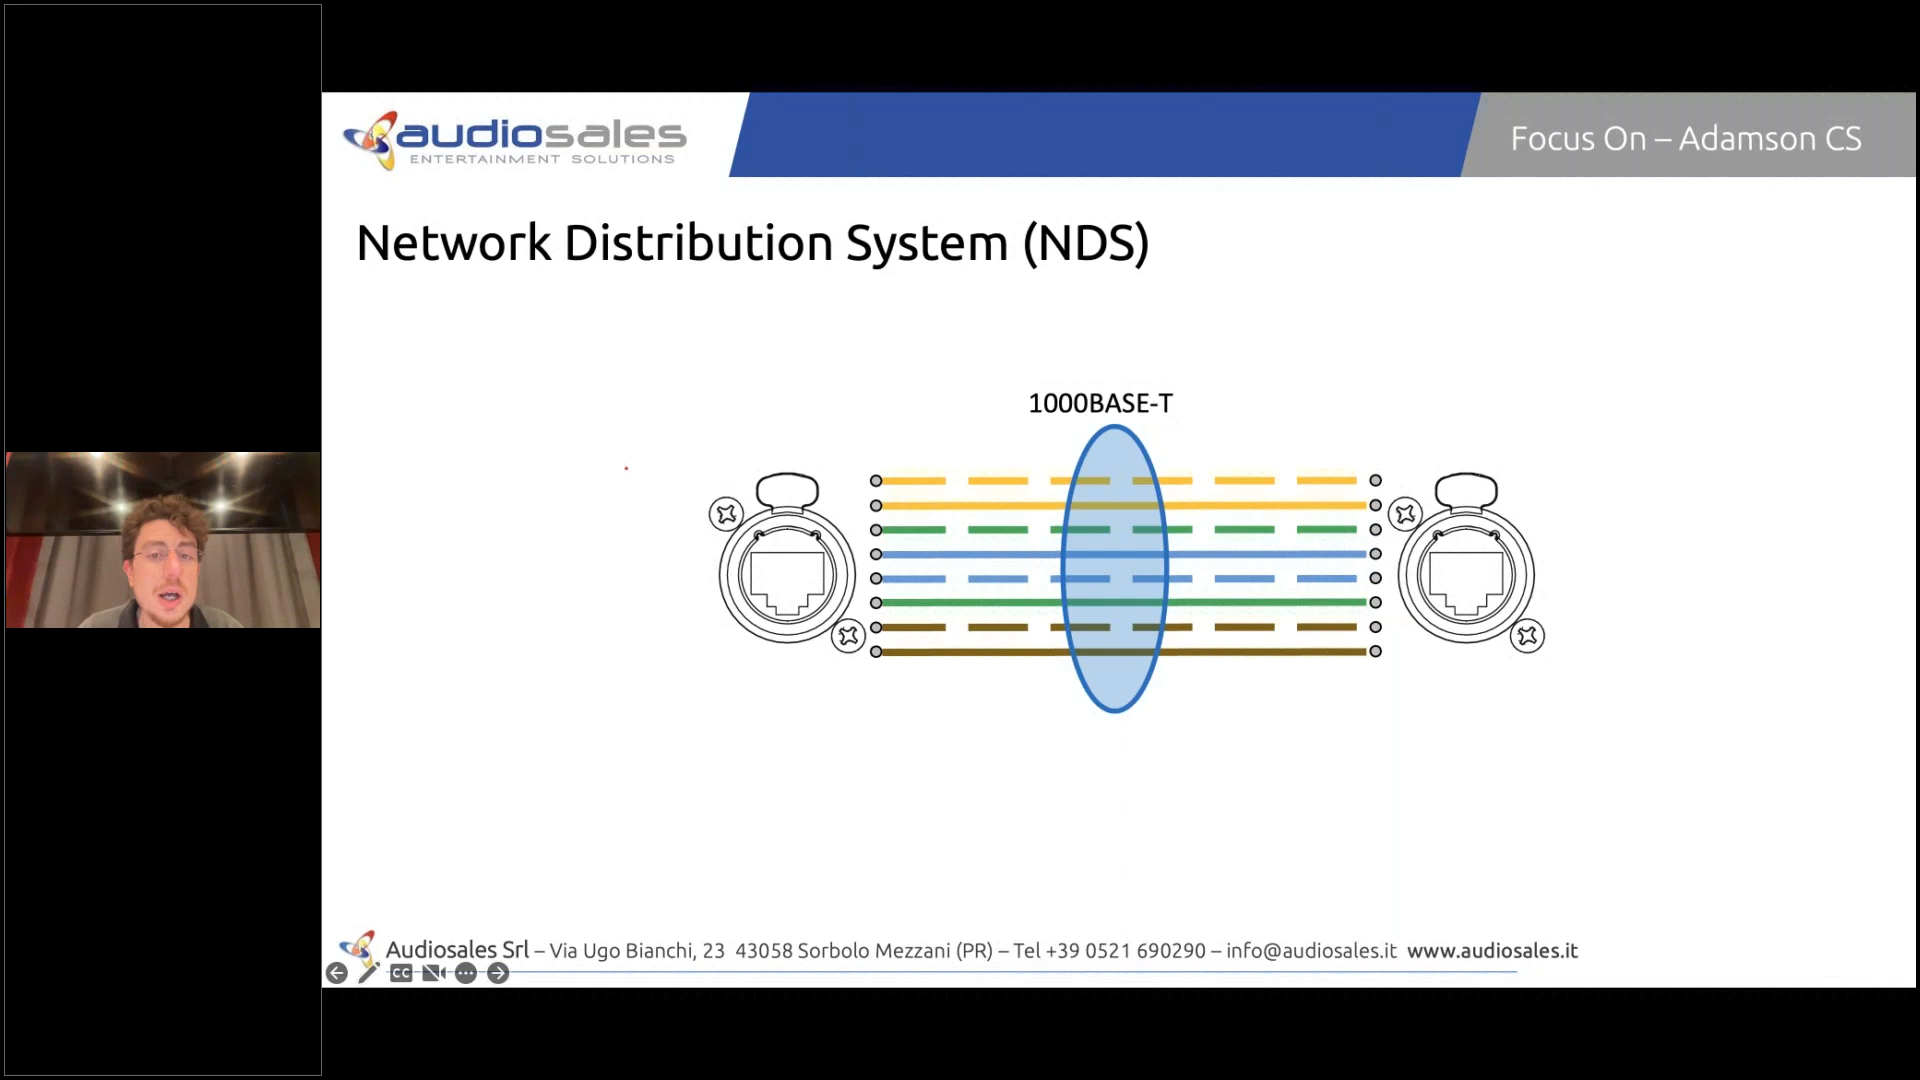 audiosales
ENTERTAINMENT SOLUTIONS
Focus On – Adamson CS
Network Distribution System (NDS)
1000BASE-T
Audiosales Srl – Via Ugo Bianchi, 23 43058 Sorbolo Mezzani (PR) – Tel +39 0521 690290 – info@audiosales.it www.audiosales.it
CC